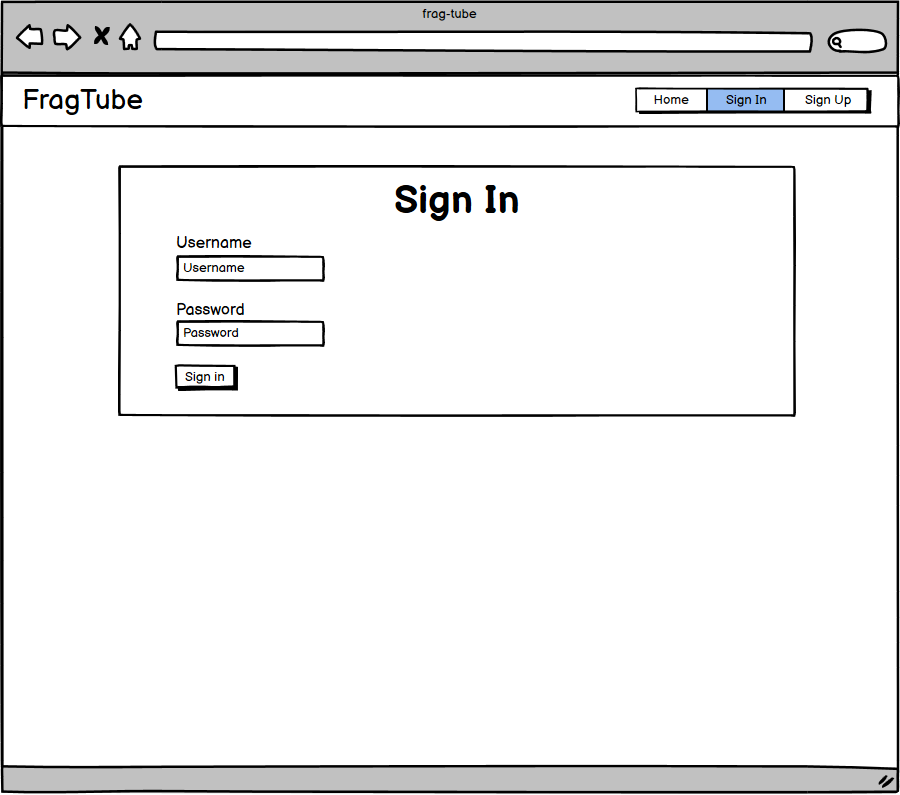 frag-tube
FragTube
Home Sign In Sign Up
Sign In
Username
Username
Password
Password
Sign in